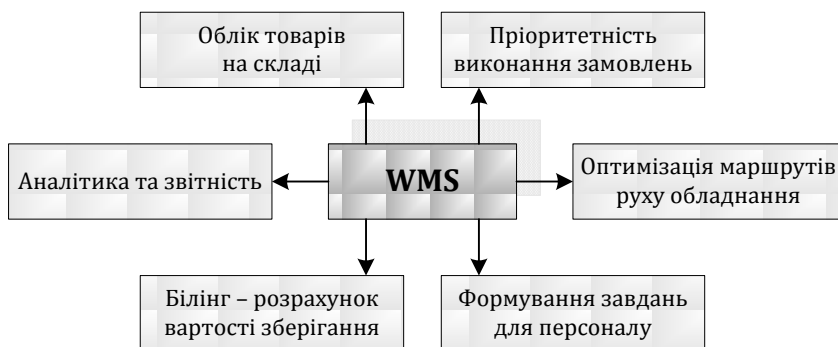 Облік товарів
на складі
Пріоритетність
виконання замовлень
Аналітика та звітність
WMS
Оптимізація маршрутів
руху обладнання
Білінг – розрахунок
вартості зберігання
Формування завдань
для персоналу